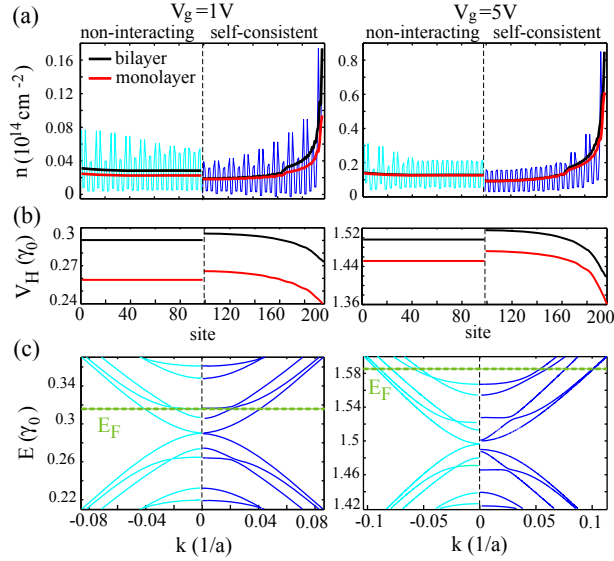 V_g=1V V_g=5V
(a) non-interacting self-consistent non-interacting self-consistent
bilayer
monolayer
n (10^14 cm^-2)
0.16
0.12
0.08
0.04
0
0.8
0.6
0.4
0.2
0
(b)
V_H (γ_0)
0.3
0.27
0.24
1.52
1.44
1.36
0 40 80 120 160 200 0 40 80 120 160 200
site site
(c)
E (γ_0)
0.34
0.3
0.26
0.22
E_F
1.58
1.54
1.5
1.46
1.42
E_F
-0.08 -0.04 0 0.04 0.08 -0.1 -0.05 0 0.05 0.1
k (1/a) k (1/a)